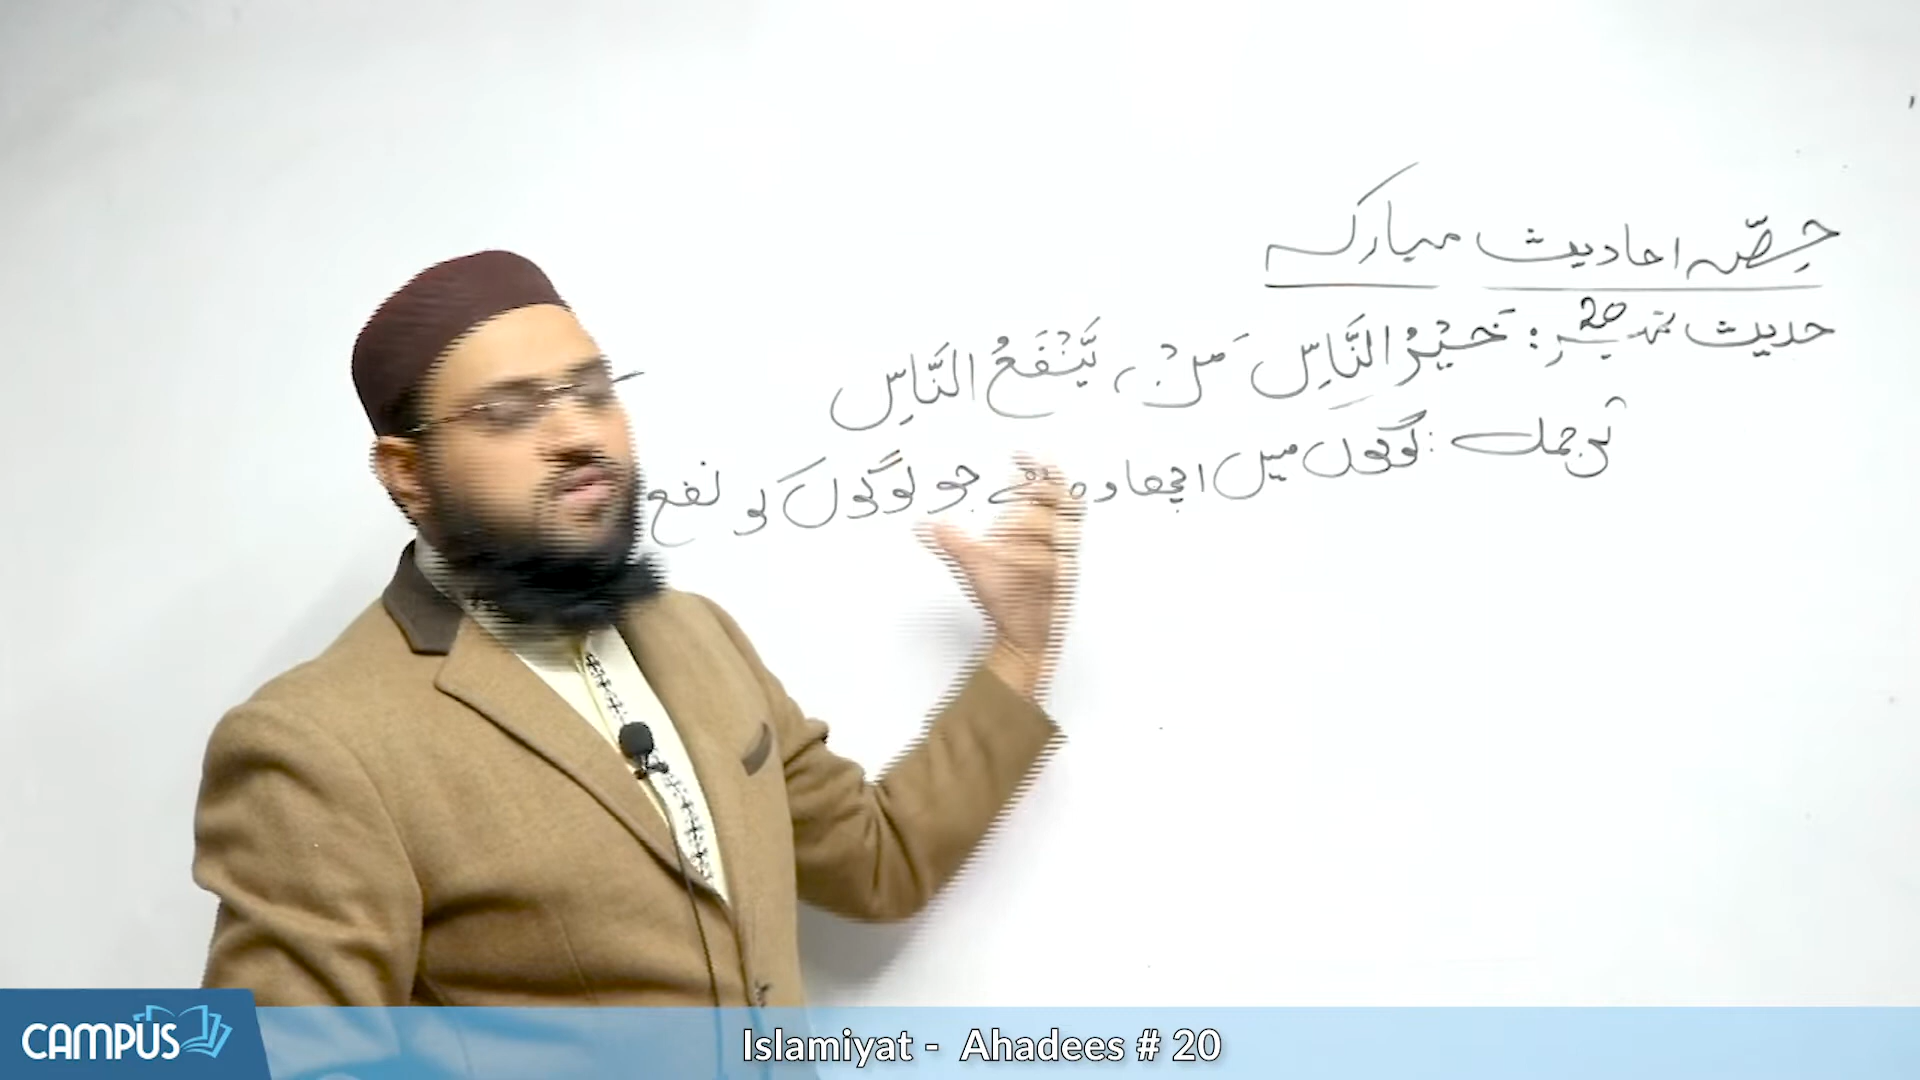 حِصّہ احادیث مبارکہ
حدیث نمبر 20: خَیْرُ النَّاسِ مَنْ یَّنْفَعُ النَّاسِ
ترجمہ: لوگوں میں اچھا وہ ہے جو لوگوں کو نفع
CAMPUS
Islamiyat - Ahadees # 20